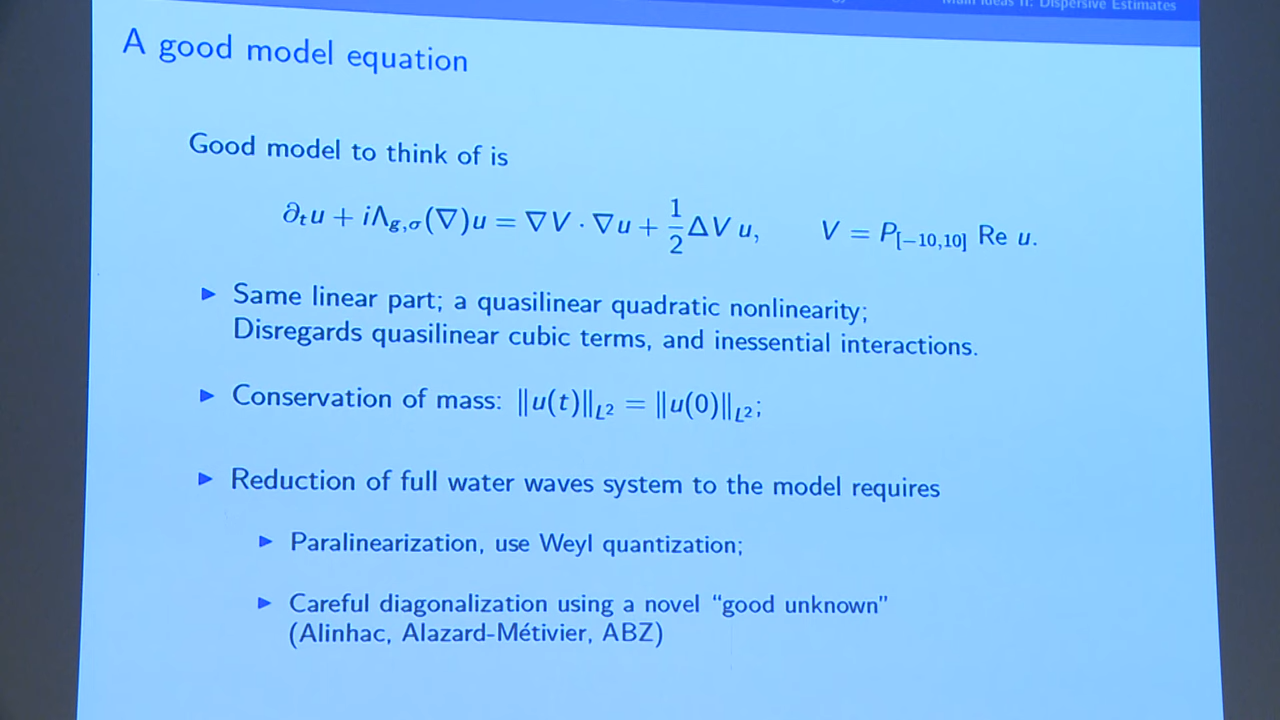 Main Ideas II: Dispersive Estimates
A good model equation
Good model to think of is
∂ₜu + iΛ_{g,σ}(∇)u = ∇V · ∇u + \frac{1}{2}ΔV u, V = P_{[−10,10]} Re u.
▶ Same linear part; a quasilinear quadratic nonlinearity;
Disregards quasilinear cubic terms, and inessential interactions.
▶ Conservation of mass: ‖u(t)‖_{L²} = ‖u(0)‖_{L²};
▶ Reduction of full water waves system to the model requires
▶ Paralinearization, use Weyl quantization;
▶ Careful diagonalization using a novel “good unknown”
(Alinhac, Alazard-Métivier, ABZ)